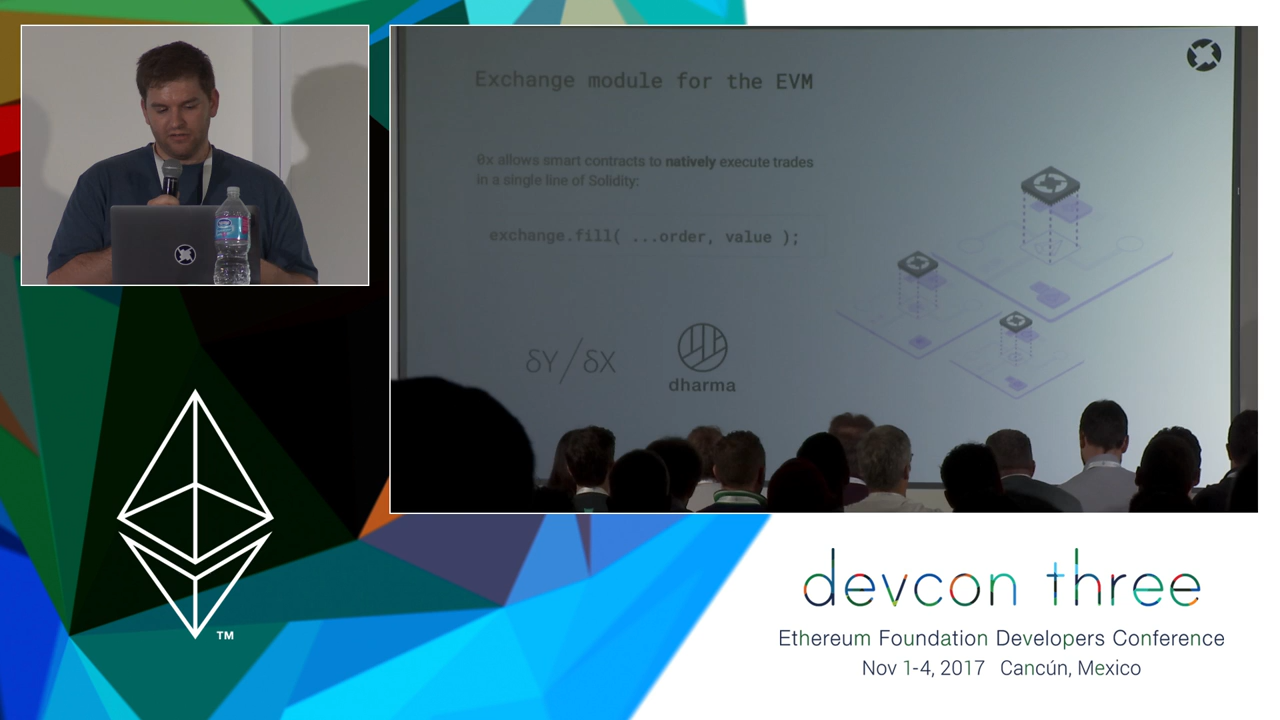 Exchange module for the EVM
0x allows smart contracts to natively execute trades
in a single line of Solidity:
exchange.fill( ...order, value );
δY/δX
dharma
TM
devcon three
Ethereum Foundation Developers Conference
Nov 1-4, 2017 Cancún, Mexico